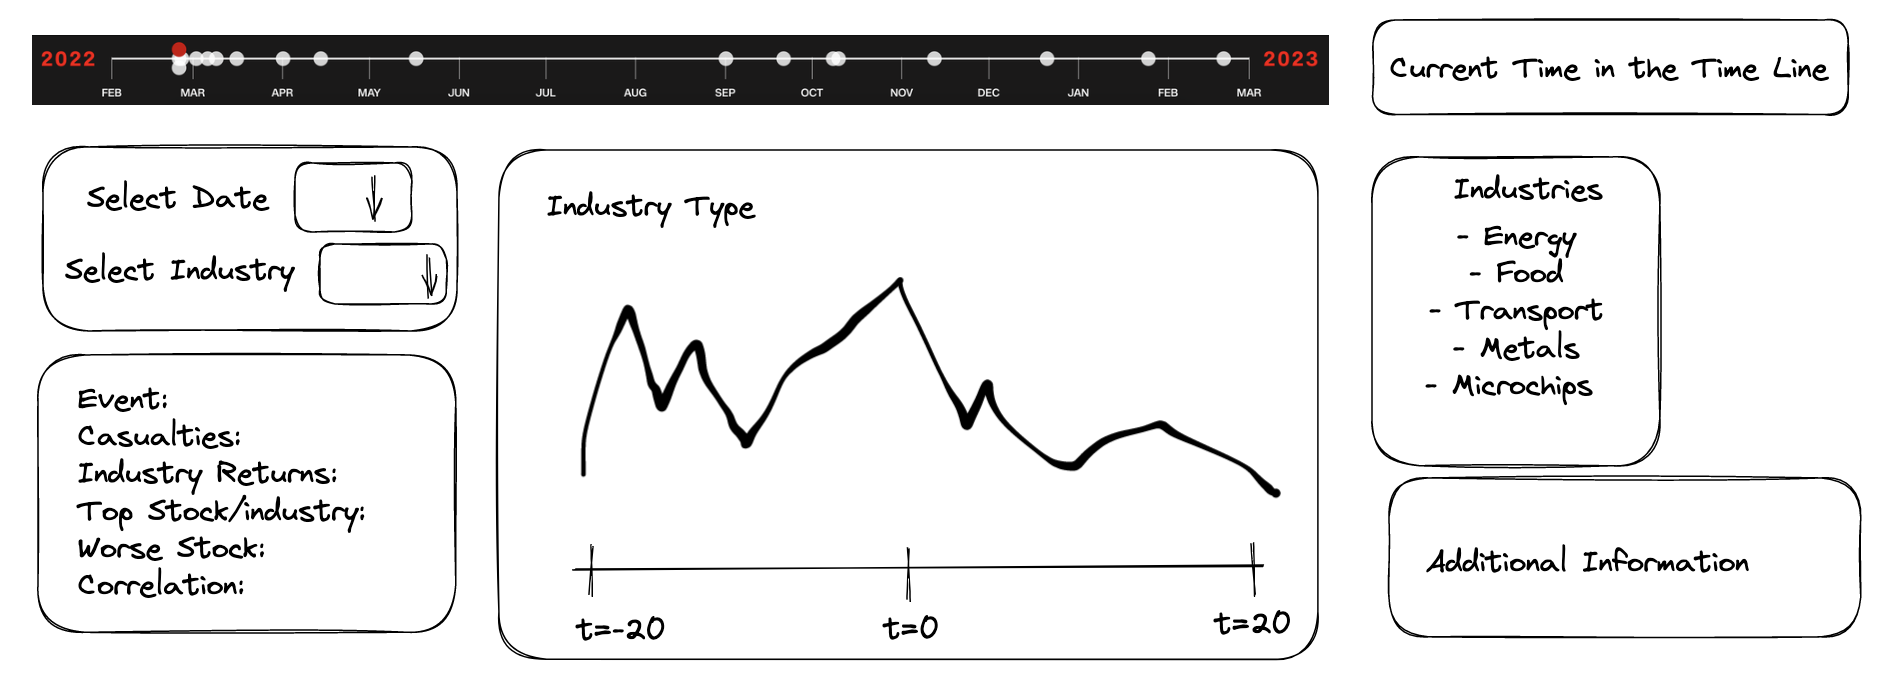 2022 2023
FEB MAR APR MAY JUN JUL AUG SEP OCT NOV DEC JAN FEB MAR
Current Time in the Time Line
Select Date
Select Industry
Event:
Casualties:
Industry Returns:
Top Stock/industry:
Worse Stock:
Correlation:
Industry Type
t=-20 t=0 t=20
Industries
- Energy
- Food
- Transport
- Metals
- Microchips
Additional Information